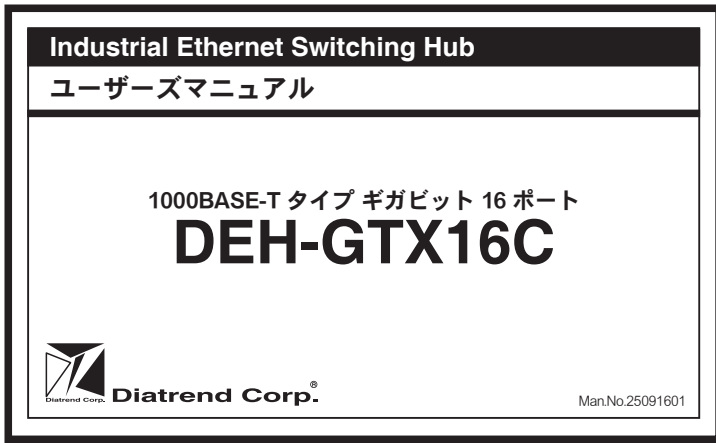 Industrial Ethernet Switching Hub
ユーザーズマニュアル
1000BASE-T タイプ ギガビット 16 ポート
DEH-GTX16C
Diatrend Corp.
Diatrend Corp.®
Man.No.25091601